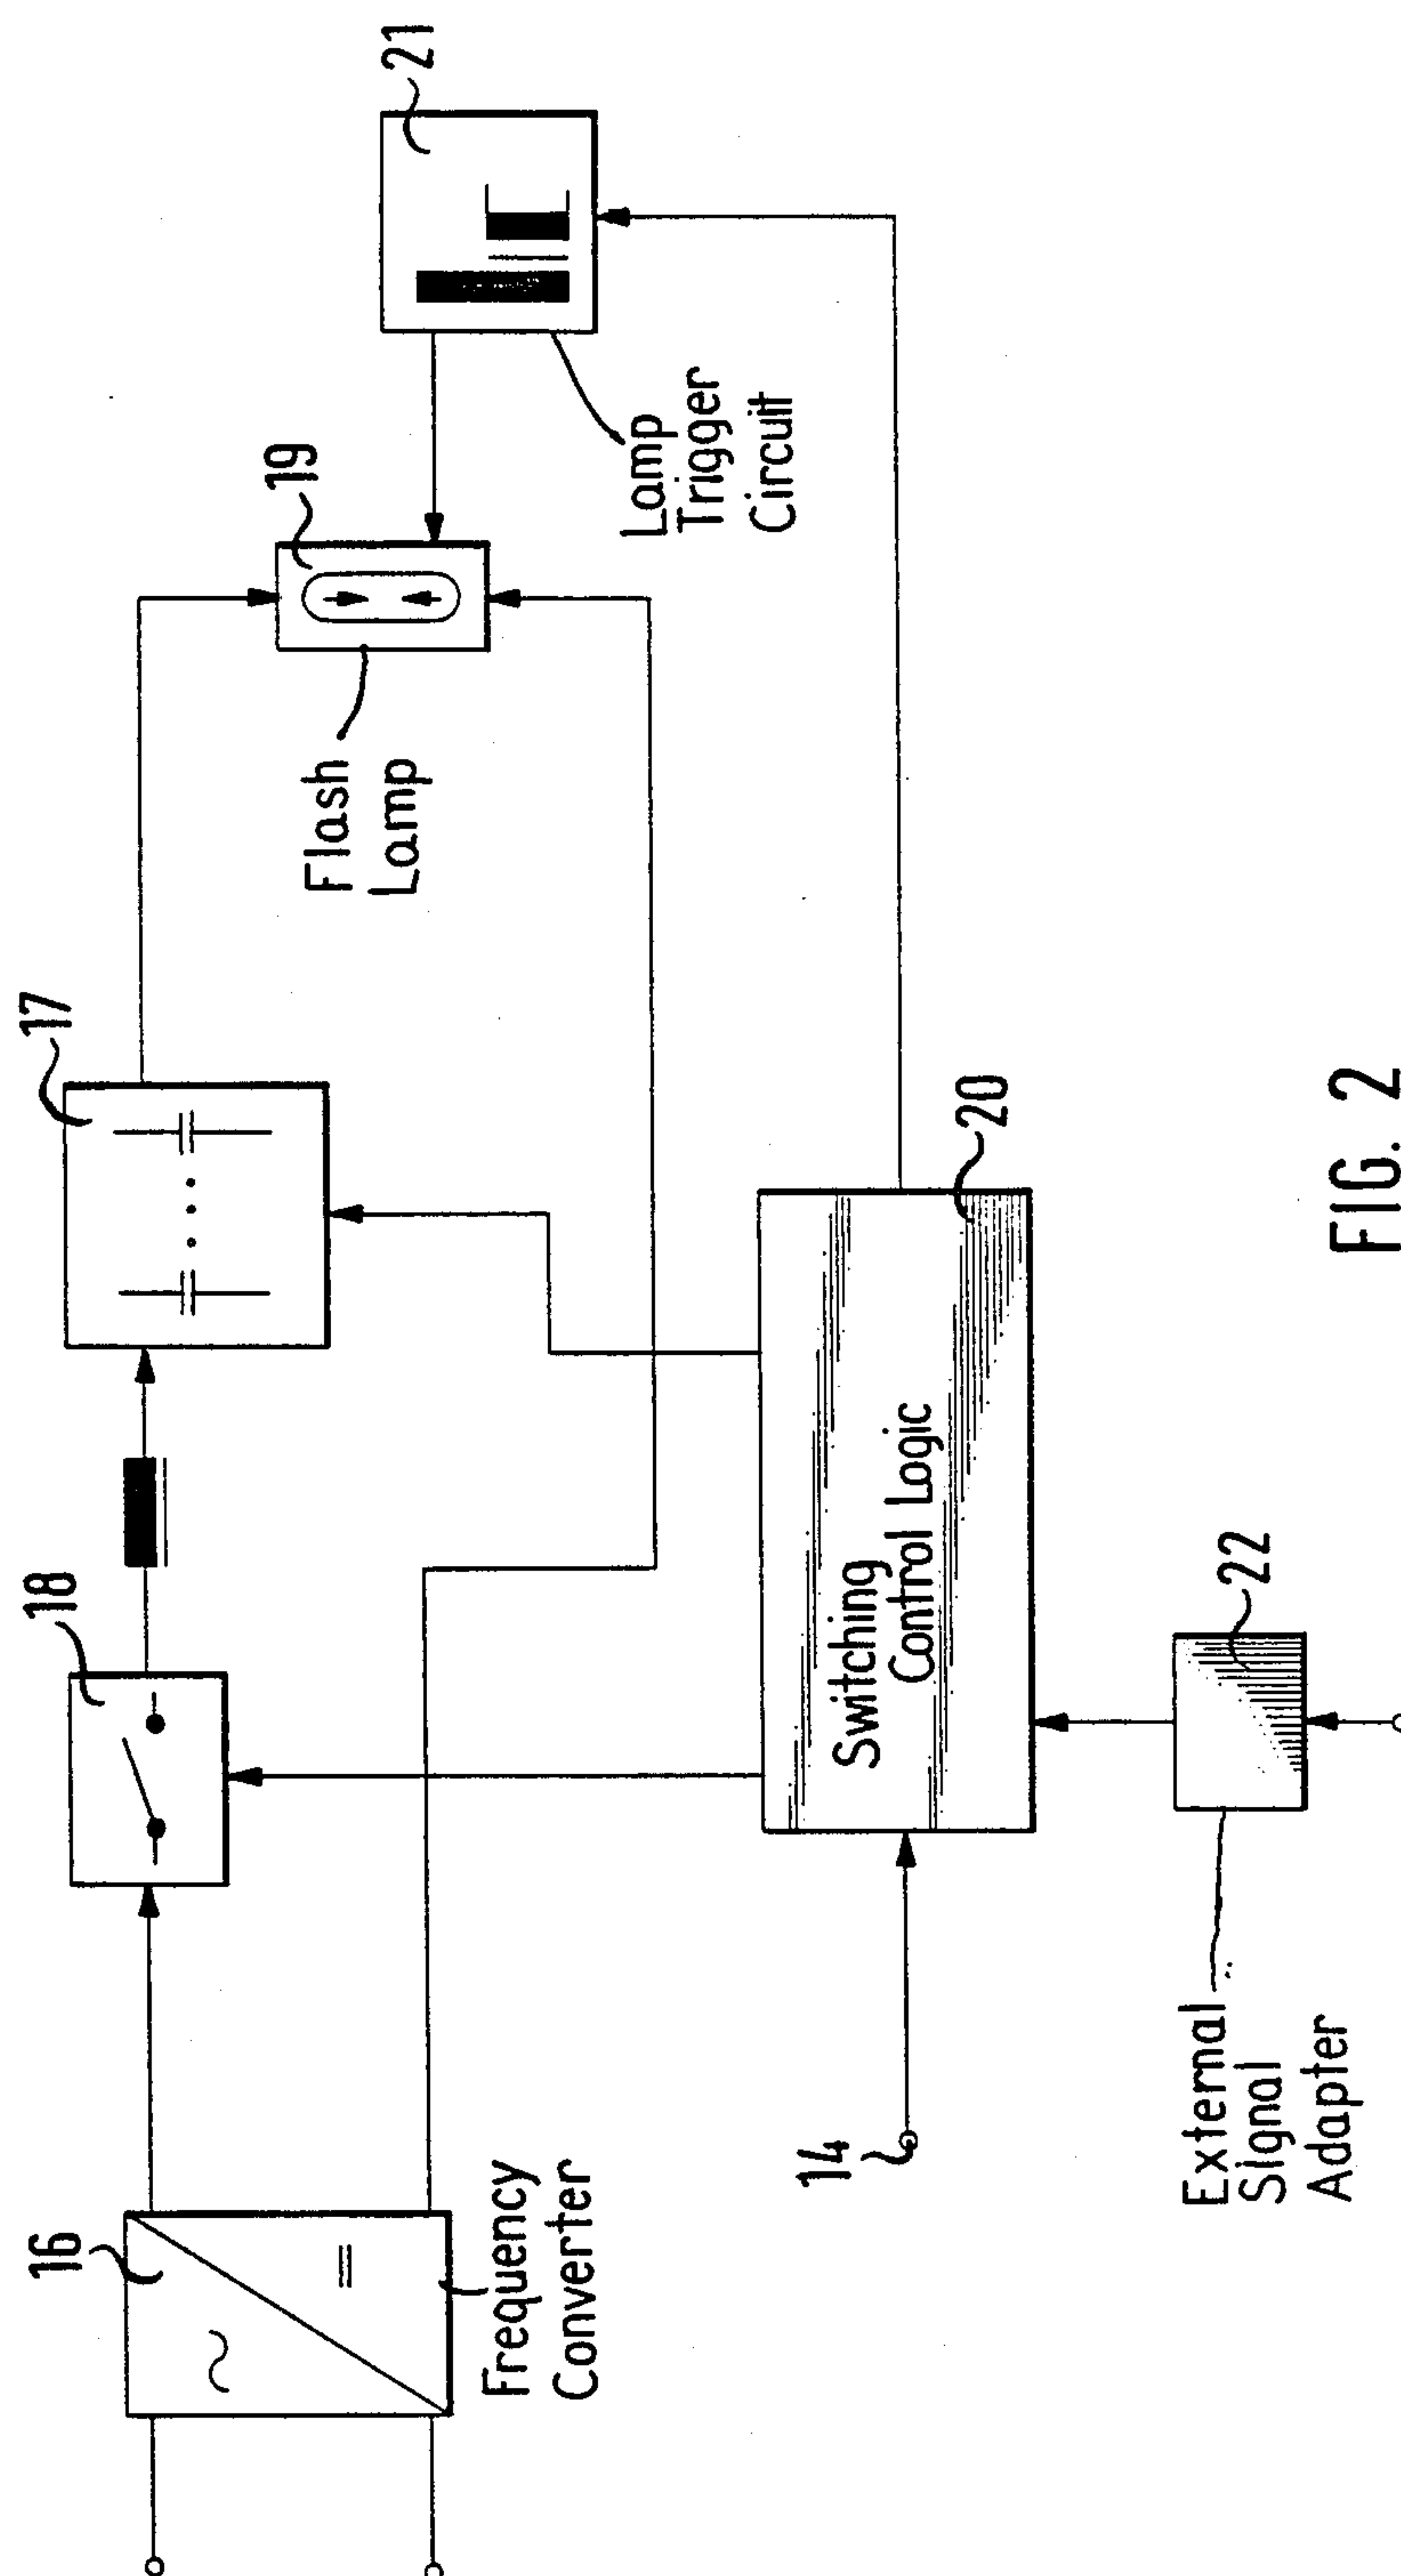 16
Frequency
Converter
18
17
19
Flash
Lamp
21
Lamp
Trigger
Circuit
14
Switching
Control Logic
20
External
Signal
Adapter
22
FIG. 2